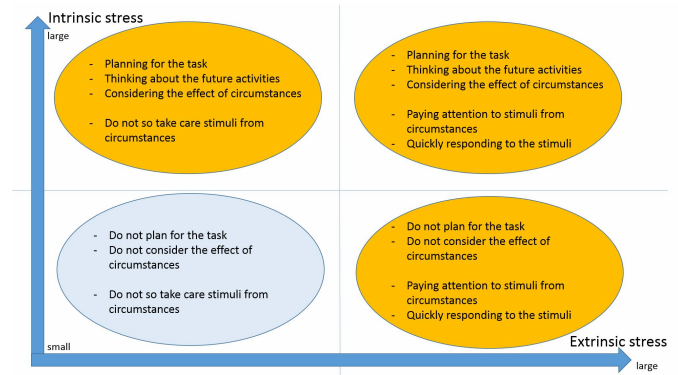 Intrinsic stress
large
- Planning for the task
- Thinking about the future activities
- Considering the effect of circumstances
- Do not so take care stimuli from
circumstances
- Planning for the task
- Thinking about the future activities
- Considering the effect of circumstances
- Paying attention to stimuli from
circumstances
- Quickly responding to the stimuli
- Do not plan for the task
- Do not consider the effect of
circumstances
- Do not so take care stimuli from
circumstances
- Do not plan for the task
- Do not consider the effect of
circumstances
- Paying attention to stimuli from
circumstances
- Quickly responding to the stimuli
small
Extrinsic stress
large